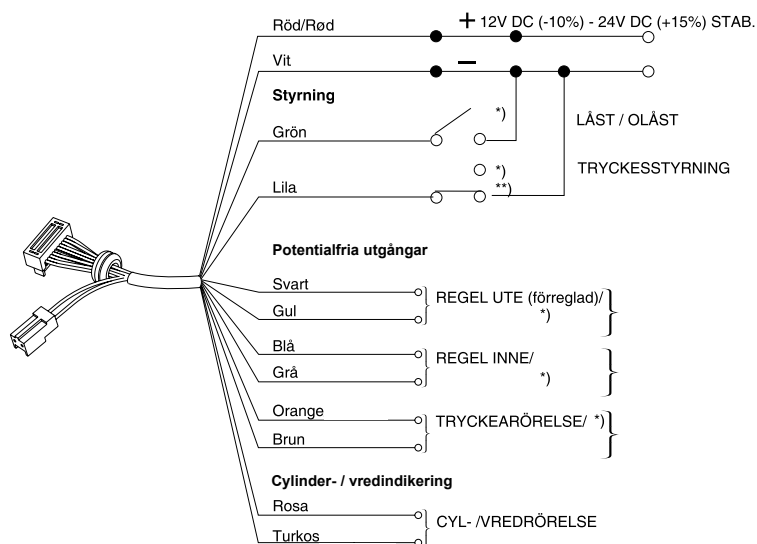 Röd/Rød
+ 12V DC (-10%) - 24V DC (+15%) STAB.
Vit
−
Styrning
*)
LÅST / OLÅST
Grön
*)
TRYCKESSTYRNING
Lila
**)
Potentialfria utgångar
Svart
REGEL UTE (förreglad)/
Gul
*)
Blå
REGEL INNE/
Grå
*)
Orange
TRYCKEARÖRELSE/ *)
Brun
Cylinder- / vredindikering
Rosa
CYL- /VREDRÖRELSE
Turkos